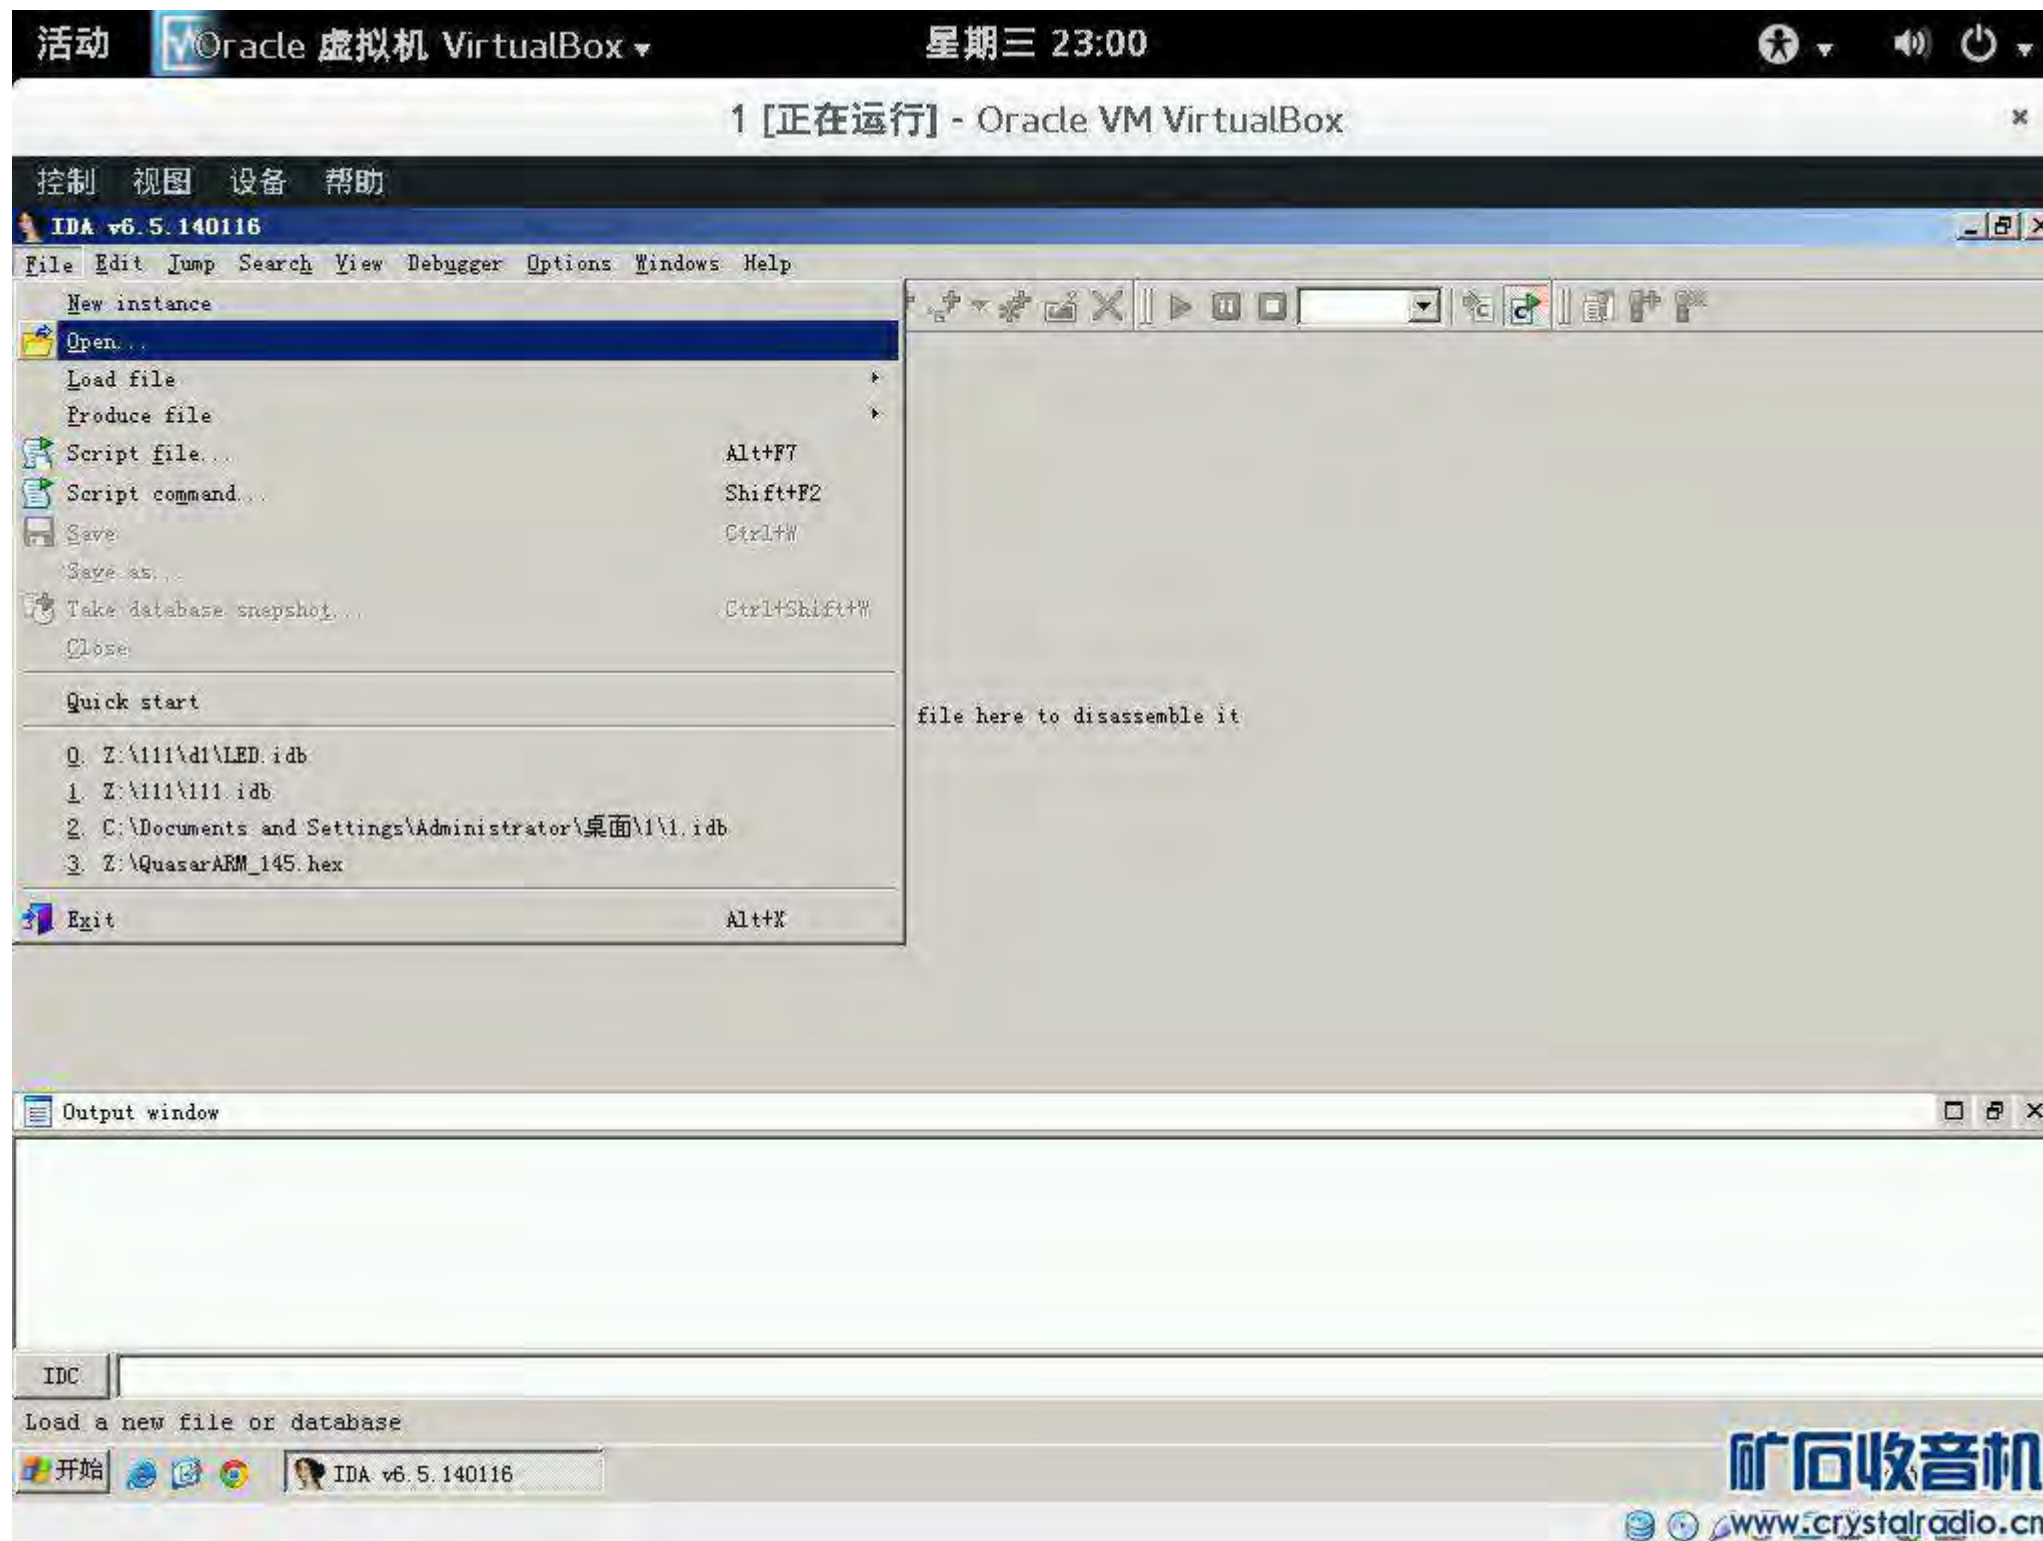 活动 Oracle 虚拟机 VirtualBox 星期三 23:00
1 [正在运行] - Oracle VM VirtualBox
控制 视图 设备 帮助
IDA v6.5.140116
File Edit Jump Search View Debugger Options Windows Help
New instance
Open...
Load file
Produce file
Script file... Alt+F7
Script command... Shift+F2
Save Ctrl+W
Save as...
Take database snapshot... Ctrl+Shift+W
Close
Quick start
file here to disassemble it
0. Z:\111\d1\LED.idb
1. Z:\111\111.idb
2. C:\Documents and Settings\Administrator\桌面\1\1.idb
3. Z:\QuasarARM_145.hex
Exit Alt+X
Output window
IDC
Load a new file or database
开始 IDA v6.5.140116
矿石收音机
www.crystalradio.cn